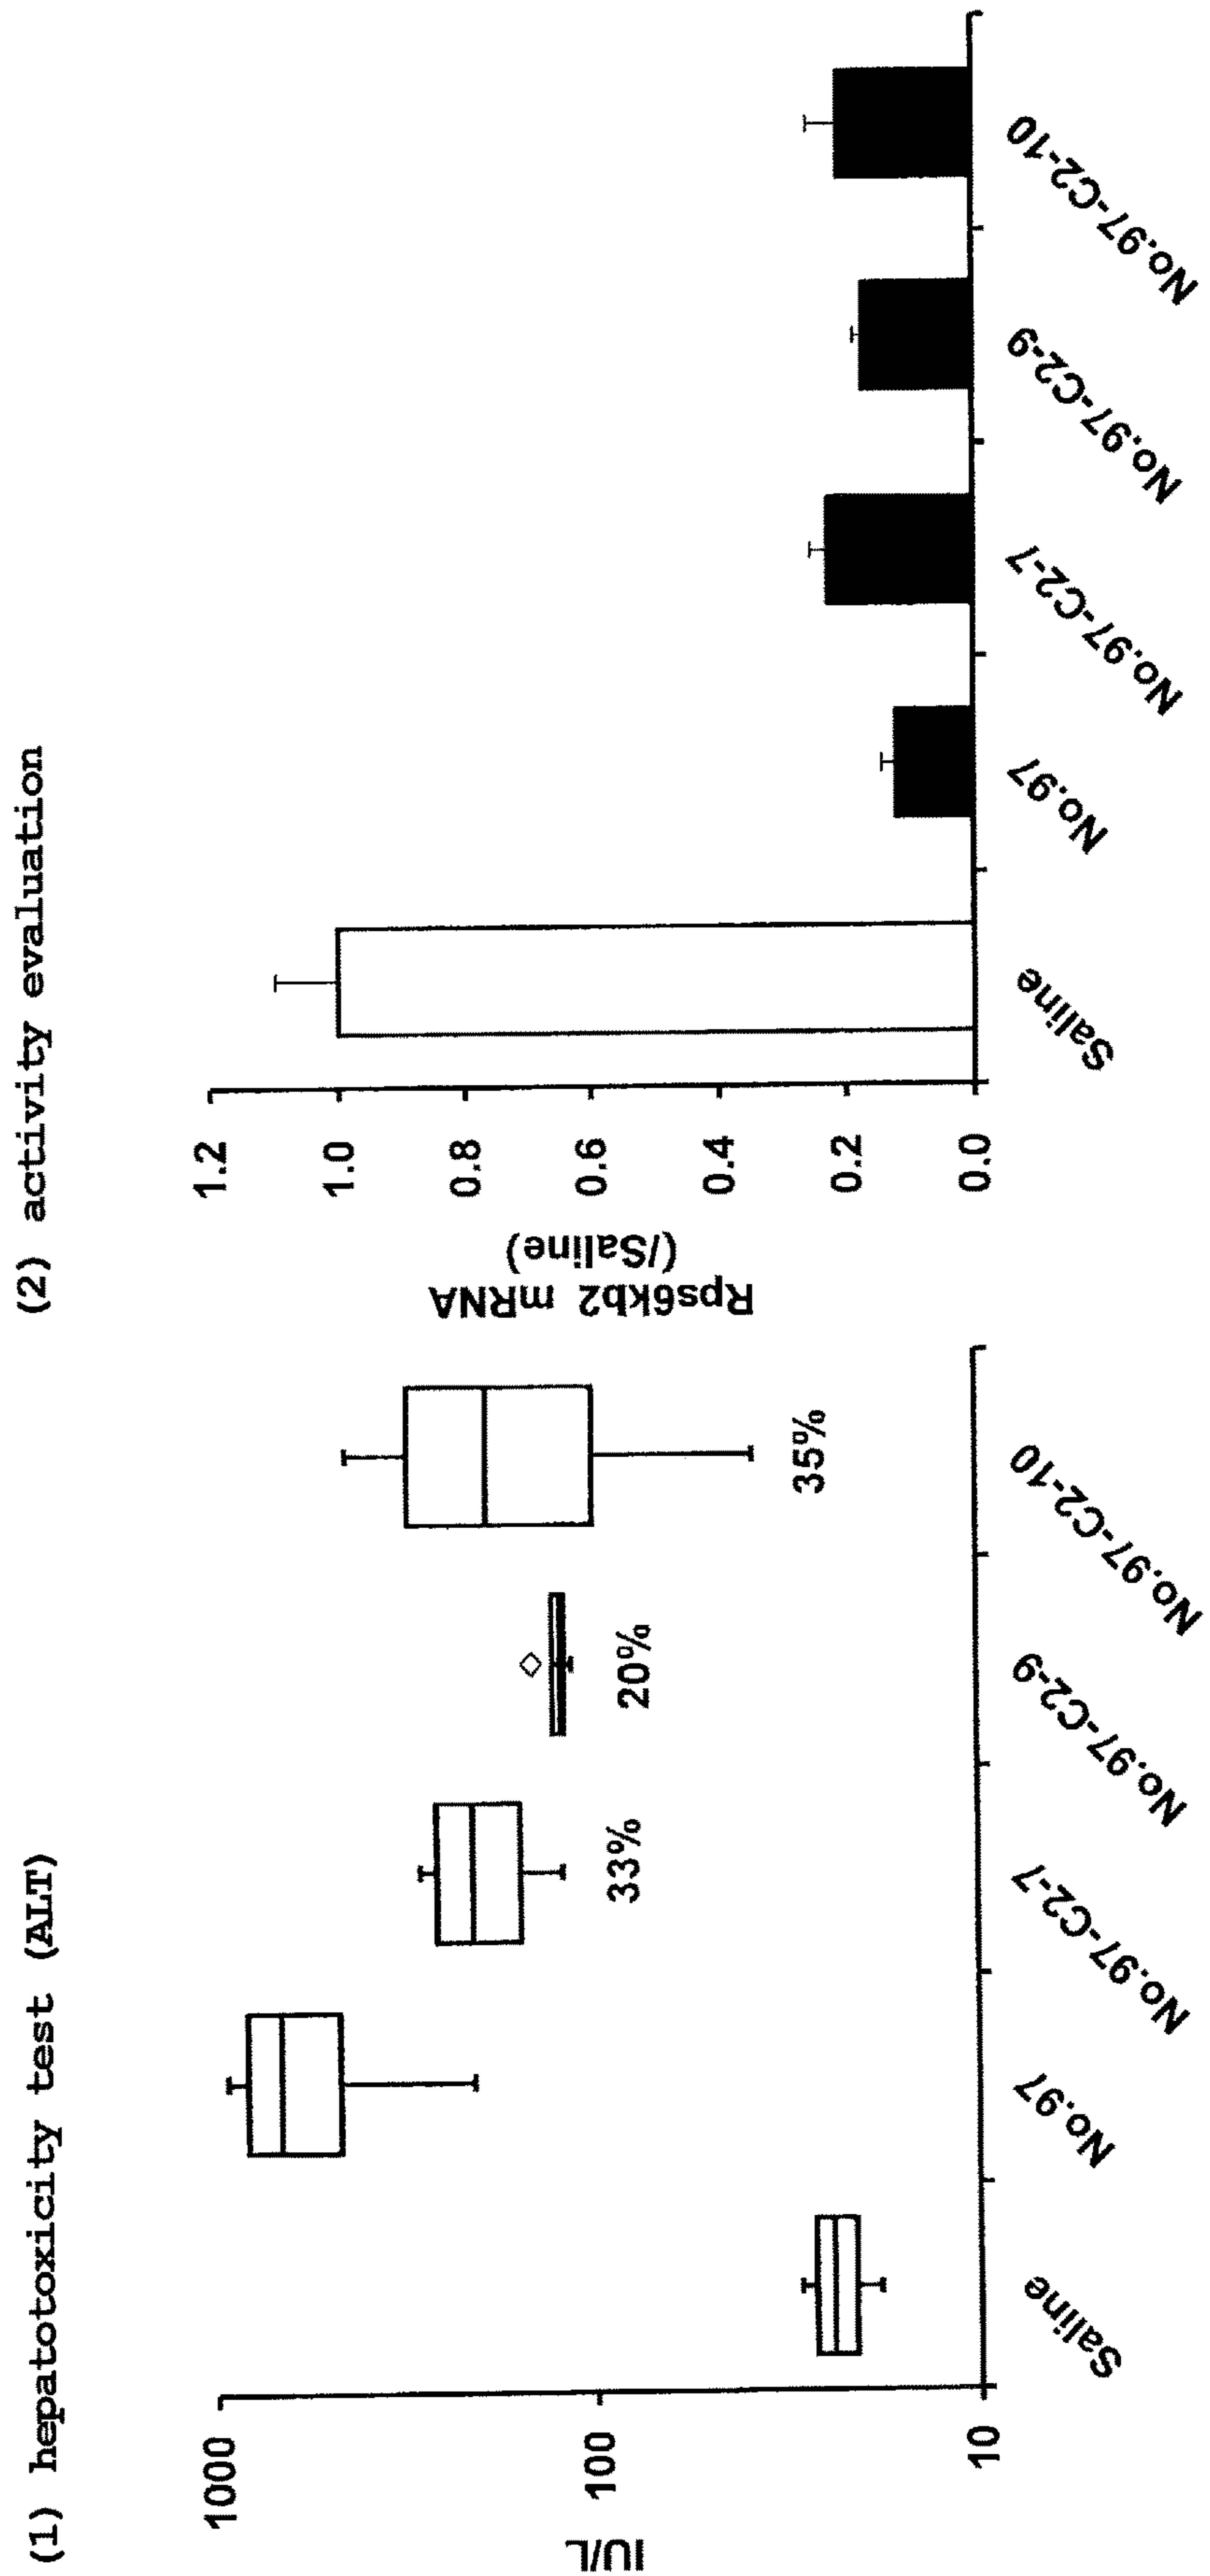 (1) hepatotoxicity test (ALT)
IU/L
1000
100
10
33%
20%
35%
Saline
No.97
No.97-C2-7
No.97-C2-9
No.97-C2-10
(2) activity evaluation
Rps6kb2 mRNA
(/Saline)
1.2
1.0
0.8
0.6
0.4
0.2
0.0
Saline
No.97
No.97-C2-7
No.97-C2-9
No.97-C2-10